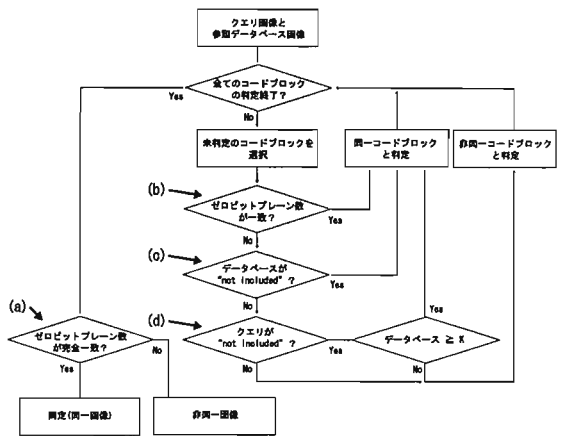 クエリ画像と
参照データベース画像
全てのコードブロック
の判定終了？
Yes
No
未判定のコードブロックを
選択
同一コードブロック
と判定
非同一コードブロック
と判定
(b)
ゼロビットプレーン数
が一致？
Yes
No
(c)
データベースが
"not included" ？
Yes
No
(d)
クエリが
"not included" ？
Yes
No
データベース ≧ K
Yes
No
(a)
ゼロビットプレーン数
が完全一致？
Yes
No
同定(同一画像)
非同一画像